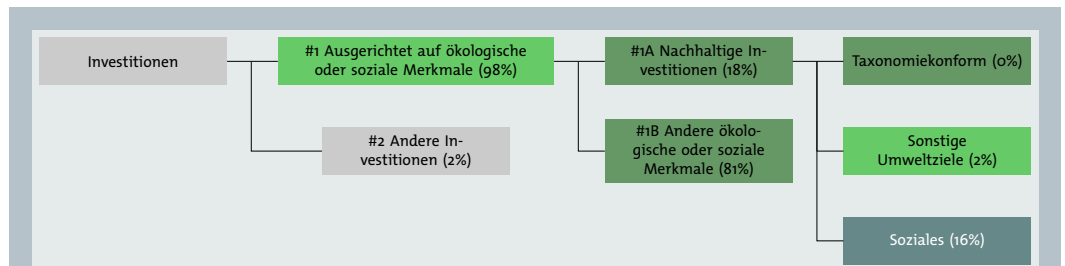 Investitionen
#1 Ausgerichtet auf ökologische
oder soziale Merkmale (98%)
#2 Andere In-
vestitionen (2%)
#1A Nachhaltige In-
vestitionen (18%)
#1B Andere ökolo-
gische oder soziale
Merkmale (81%)
Taxonomiekonform (0%)
Sonstige
Umweltziele (2%)
Soziales (16%)